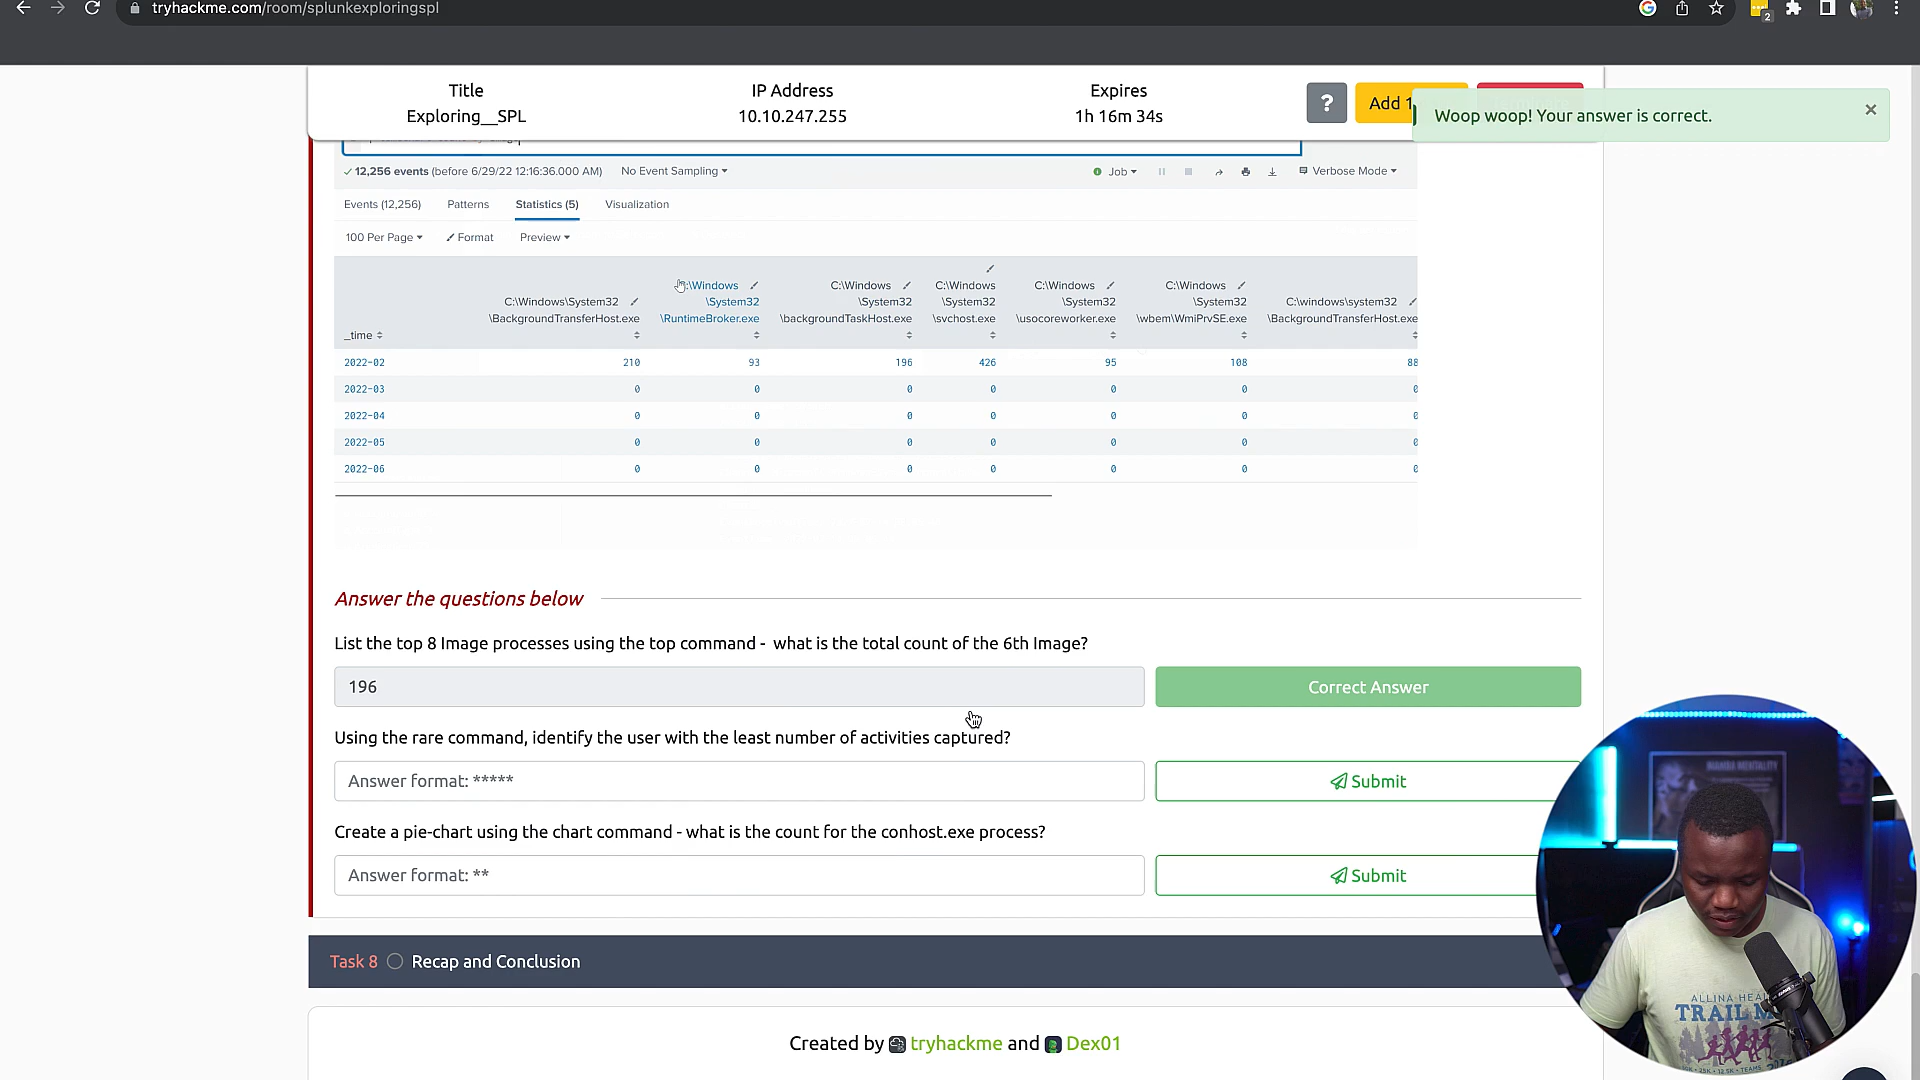 tryhackme.com/room/splunkexploringspl
2
Title
Exploring__SPL
IP Address
10.10.247.255
Expires
1h 16m 34s
?
Add 1
Woop woop! Your answer is correct.
12,256 events (before 6/29/22 12:16:36.000 AM)
No Event Sampling
Job
Verbose Mode
Events (12,256)
Patterns
Statistics (5)
Visualization
100 Per Page
Format
Preview
_time
C:\Windows\System32
\BackgroundTransferHost.exe
C:\Windows
\System32
\RuntimeBroker.exe
C:\Windows
\System32
\backgroundTaskHost.exe
C:\Windows
\System32
\svchost.exe
C:\Windows
\System32
\usocoreworker.exe
C:\Windows
\System32
\wbem\WmiPrvSE.exe
C:\windows\system32
\BackgroundTransferHost.exe
2022-02 210 93 196 426 95 108 88
2022-03 0 0 0 0 0 0 0
2022-04 0 0 0 0 0 0 0
2022-05 0 0 0 0 0 0 0
2022-06 0 0 0 0 0 0 0
Answer the questions below
List the top 8 Image processes using the top command - what is the total count of the 6th Image?
196
Correct Answer
Using the rare command, identify the user with the least number of activities captured?
Answer format: *****
Submit
Create a pie-chart using the chart command - what is the count for the conhost.exe process?
Answer format: **
Submit
Task 8
Recap and Conclusion
Created by tryhackme and Dex01
MAMBA MENTALITY
ALLINA HEA
TRAIL M